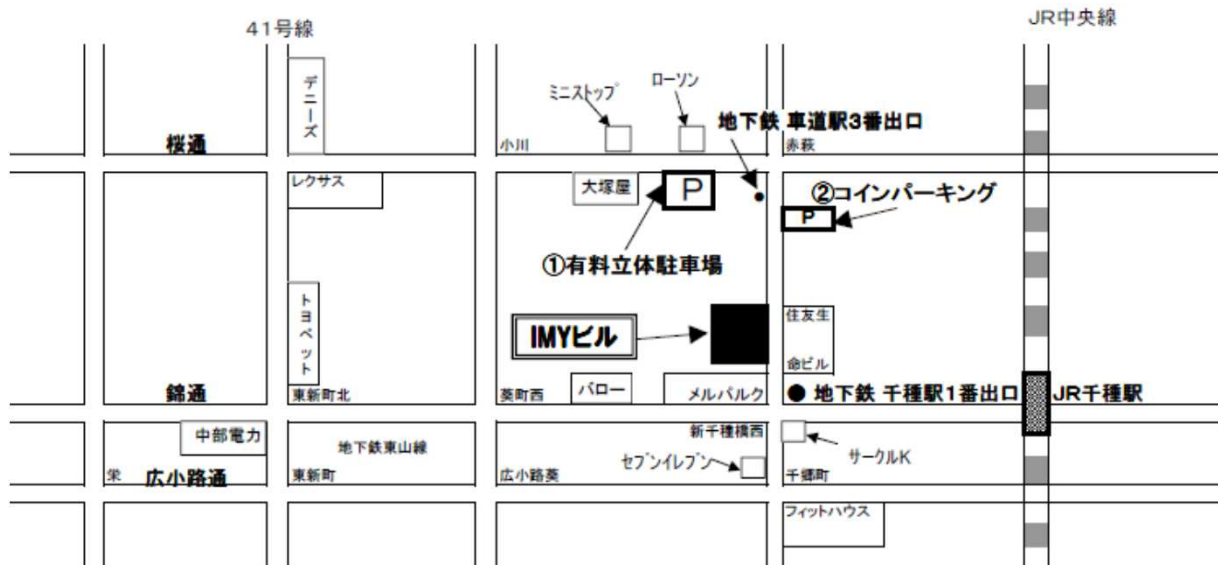 41号線
JR中央線
デニーズ
ミニストップ
ローソン
地下鉄 車道駅3番出口
桜通
小川
赤萩
レクサス
大塚屋
P
②コインパーキング
P
①有料立体駐車場
トヨペット
IMYビル
住友生
命ビル
錦通
東新町北
葵町西
バロー
メルパルク
● 地下鉄 千種駅1番出口
JR千種駅
中部電力
地下鉄東山線
新千種橋西
サークルK
セブンイレブン
栄
広小路通
東新町
広小路葵
千郷町
フィットハウス